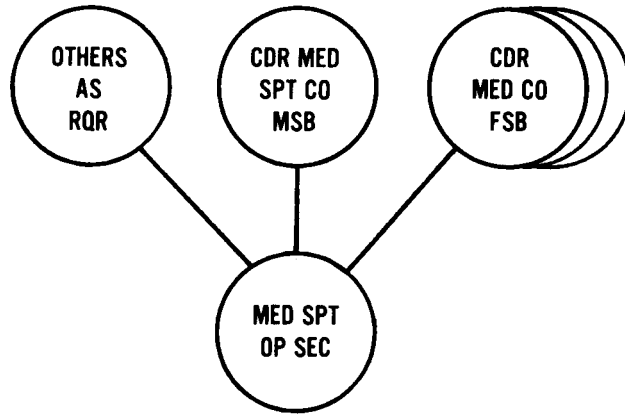 OTHERS
AS
RQR
CDR MED
SPT CO
MSB
CDR
MED CO
FSB
MED SPT
OP SEC